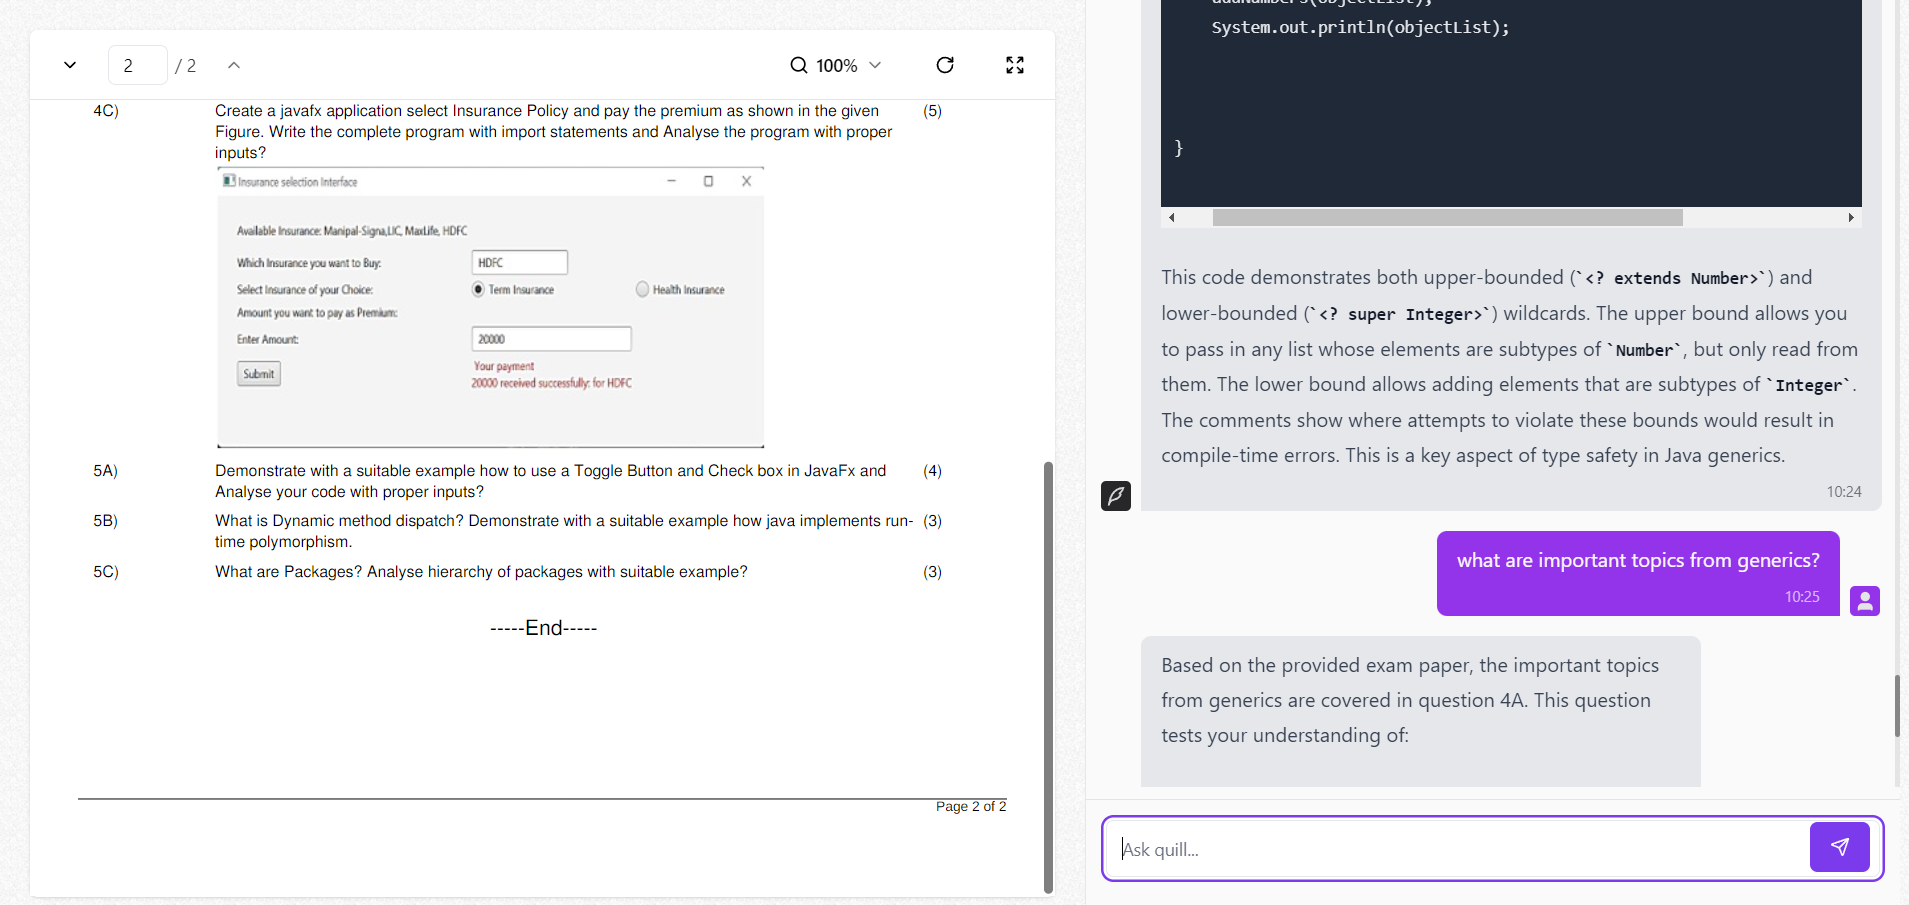 2 / 2
100%
4C) Create a javafx application select Insurance Policy and pay the premium as shown in the given (5)
Figure. Write the complete program with import statements and Analyse the program with proper
inputs?
Insurance selection Interface
Available Insurance: Manipal-Signa,LIC, MaxLife, HDFC
Which Insurance you want to Buy: HDFC
Select Insurance of your Choice: Term Insurance Health Insurance
Amount you want to pay as Premium:
Enter Amount: 20000
Submit
Your payment
20000 received successfully: for HDFC
5A) Demonstrate with a suitable example how to use a Toggle Button and Check box in JavaFx and (4)
Analyse your code with proper inputs?
5B) What is Dynamic method dispatch? Demonstrate with a suitable example how java implements run- (3)
time polymorphism.
5C) What are Packages? Analyse hierarchy of packages with suitable example? (3)
-----End-----
Page 2 of 2
System.out.println(objectList);
}
This code demonstrates both upper-bounded (`<? extends Number>`) and
lower-bounded (`<? super Integer>`) wildcards. The upper bound allows you
to pass in any list whose elements are subtypes of `Number`, but only read from
them. The lower bound allows adding elements that are subtypes of `Integer`.
The comments show where attempts to violate these bounds would result in
compile-time errors. This is a key aspect of type safety in Java generics.
10:24
what are important topics from generics?
10:25
Based on the provided exam paper, the important topics
from generics are covered in question 4A. This question
tests your understanding of:
Ask quill...